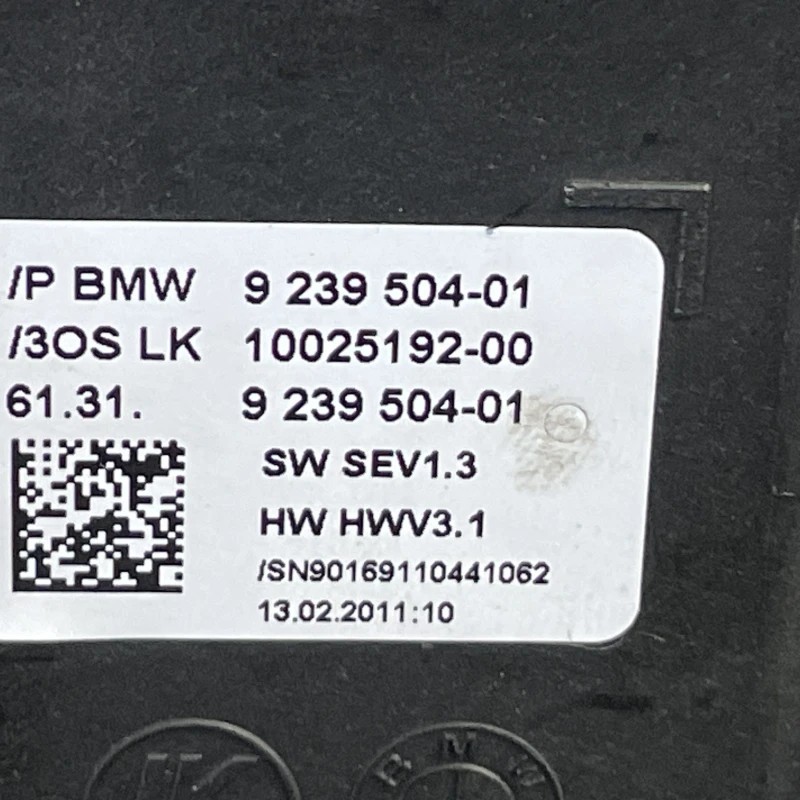 /P BMW 9 239 504-01
/3OS LK 10025192-00
61.31. 9 239 504-01
SW SEV1.3
HW HWV3.1
/SN90169110441062
13.02.2011:10
BMW